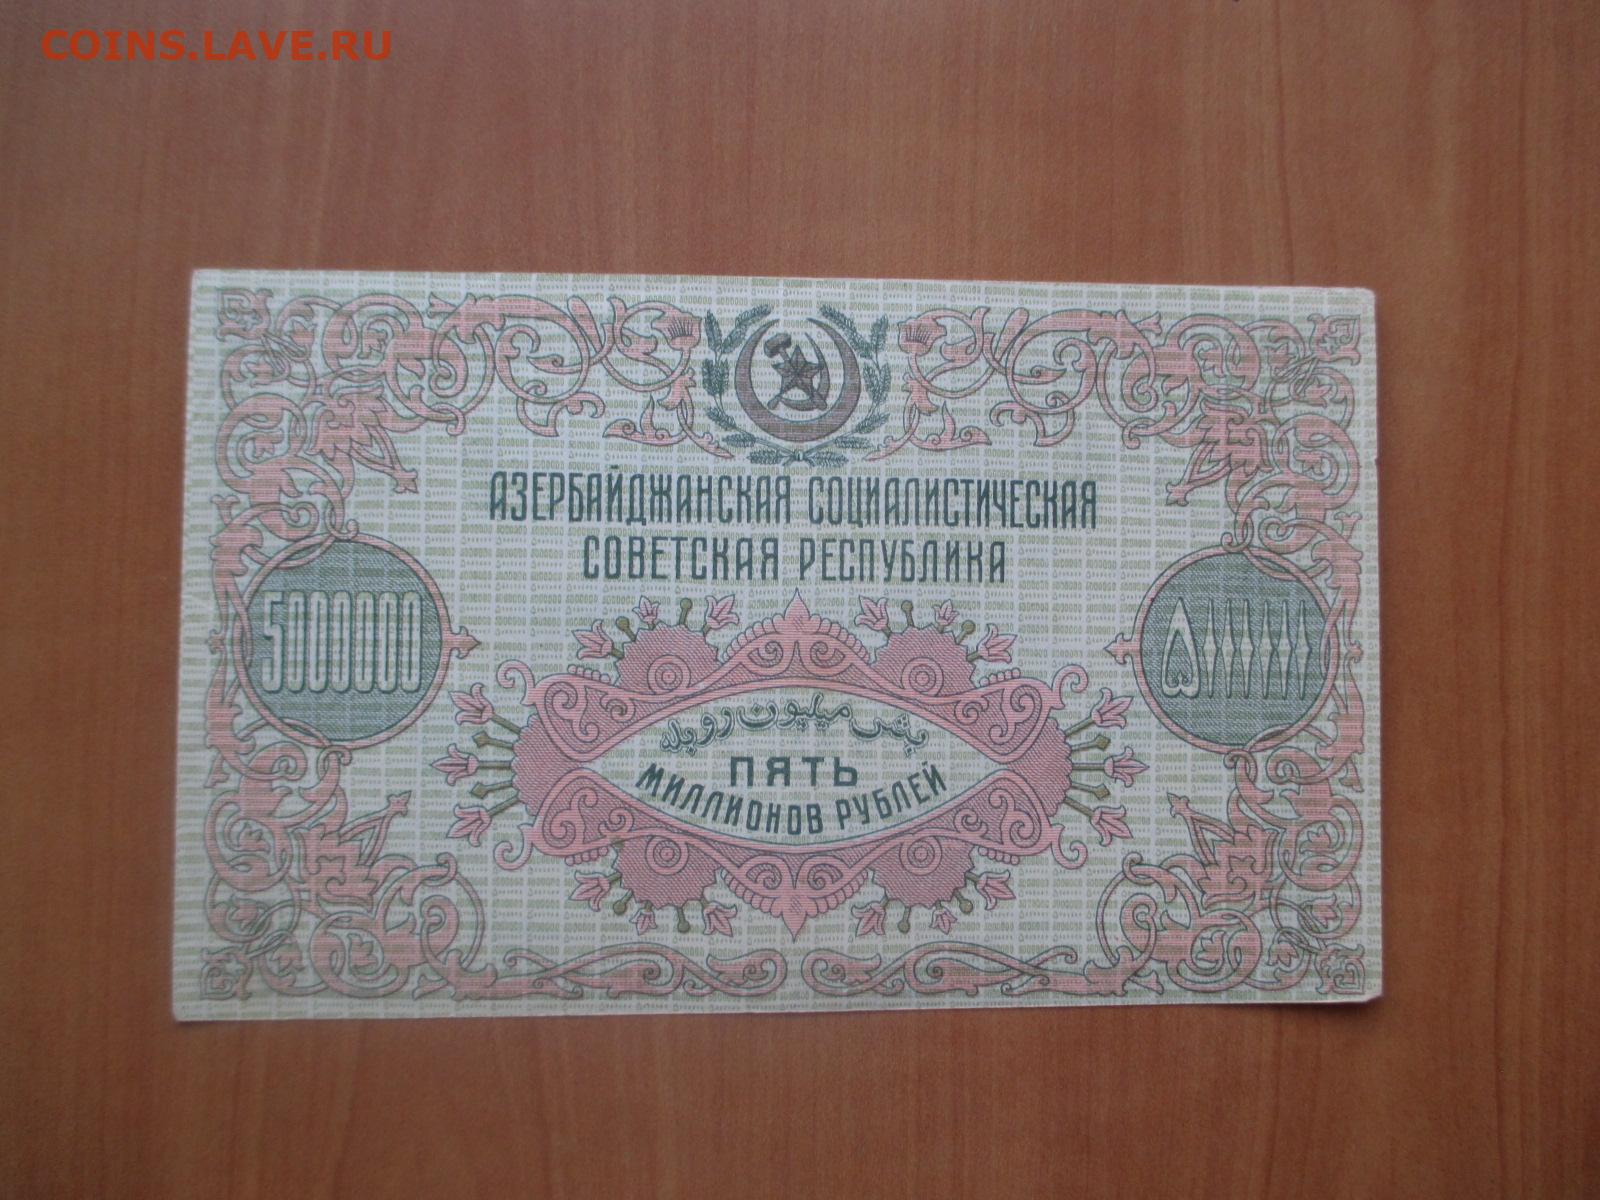 COINS.LAVE.RU
АЗЕРБАЙДЖАНСКАЯ СОЦИАЛИСТИЧЕСКАЯ
СОВЕТСКАЯ РЕСПУБЛИКА
5000000
۵۰۰۰۰۰۰
بش میلیون روبله
ПЯТЬ
МИЛЛИОНОВ РУБЛЕЙ